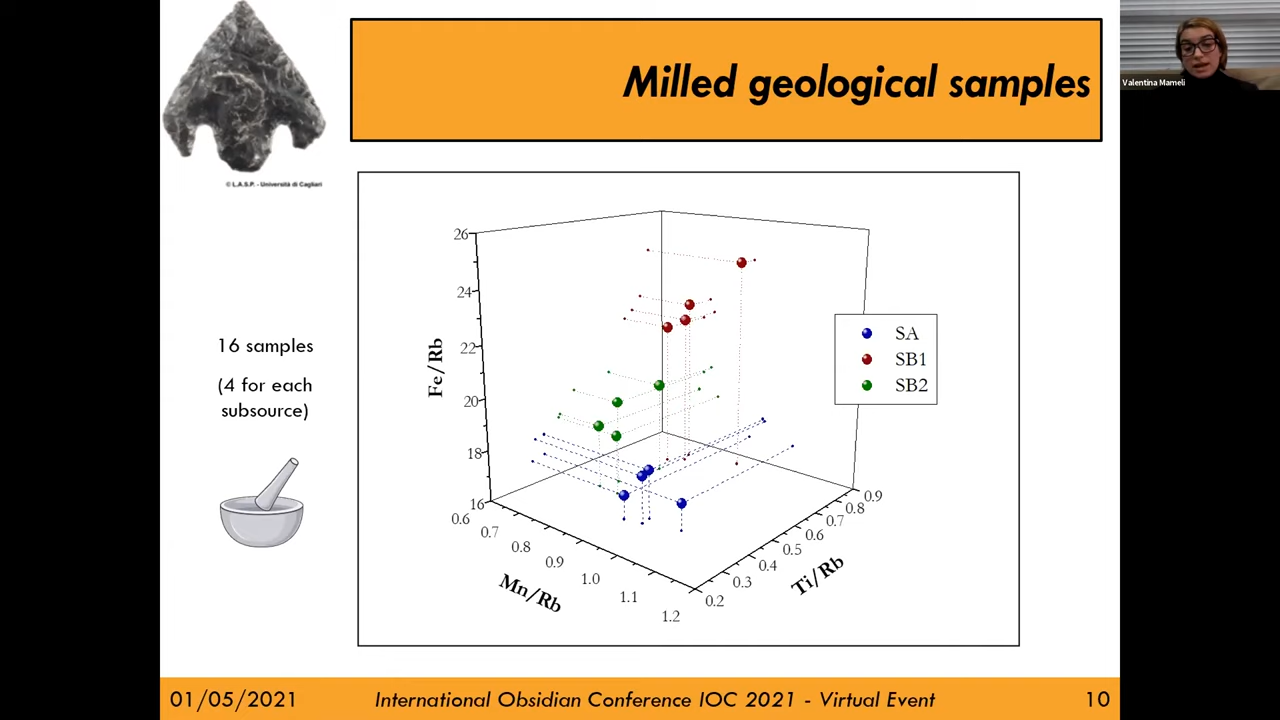 Milled geological samples
Valentina Mameli
© L.A.S.P. - Università di Cagliari
16 samples
(4 for each
subsource)
26
24
22
20
18
16
Fe/Rb
0.6
0.7
0.8
0.9
1.0
1.1
1.2
Mn/Rb
0.2
0.3
0.4
0.5
0.6
0.7
0.8
0.9
Ti/Rb
SA
SB1
SB2
01/05/2021
International Obsidian Conference IOC 2021 - Virtual Event
10